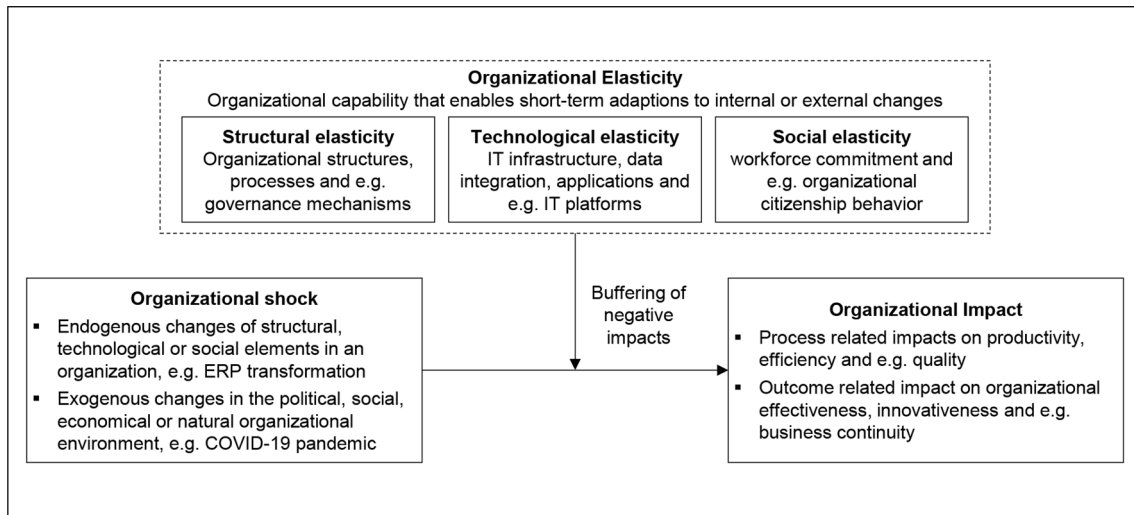 Organizational Elasticity
Organizational capability that enables short-term adaptions to internal or external changes
Structural elasticity
Organizational structures,
processes and e.g.
governance mechanisms
Technological elasticity
IT infrastructure, data
integration, applications and
e.g. IT platforms
Social elasticity
workforce commitment and
e.g. organizational
citizenship behavior
Organizational shock
▪ Endogenous changes of structural,
technological or social elements in an
organization, e.g. ERP transformation
▪ Exogenous changes in the political, social,
economical or natural organizational
environment, e.g. COVID-19 pandemic
Buffering of
negative
impacts
Organizational Impact
▪ Process related impacts on productivity,
efficiency and e.g. quality
▪ Outcome related impact on organizational
effectiveness, innovativeness and e.g.
business continuity